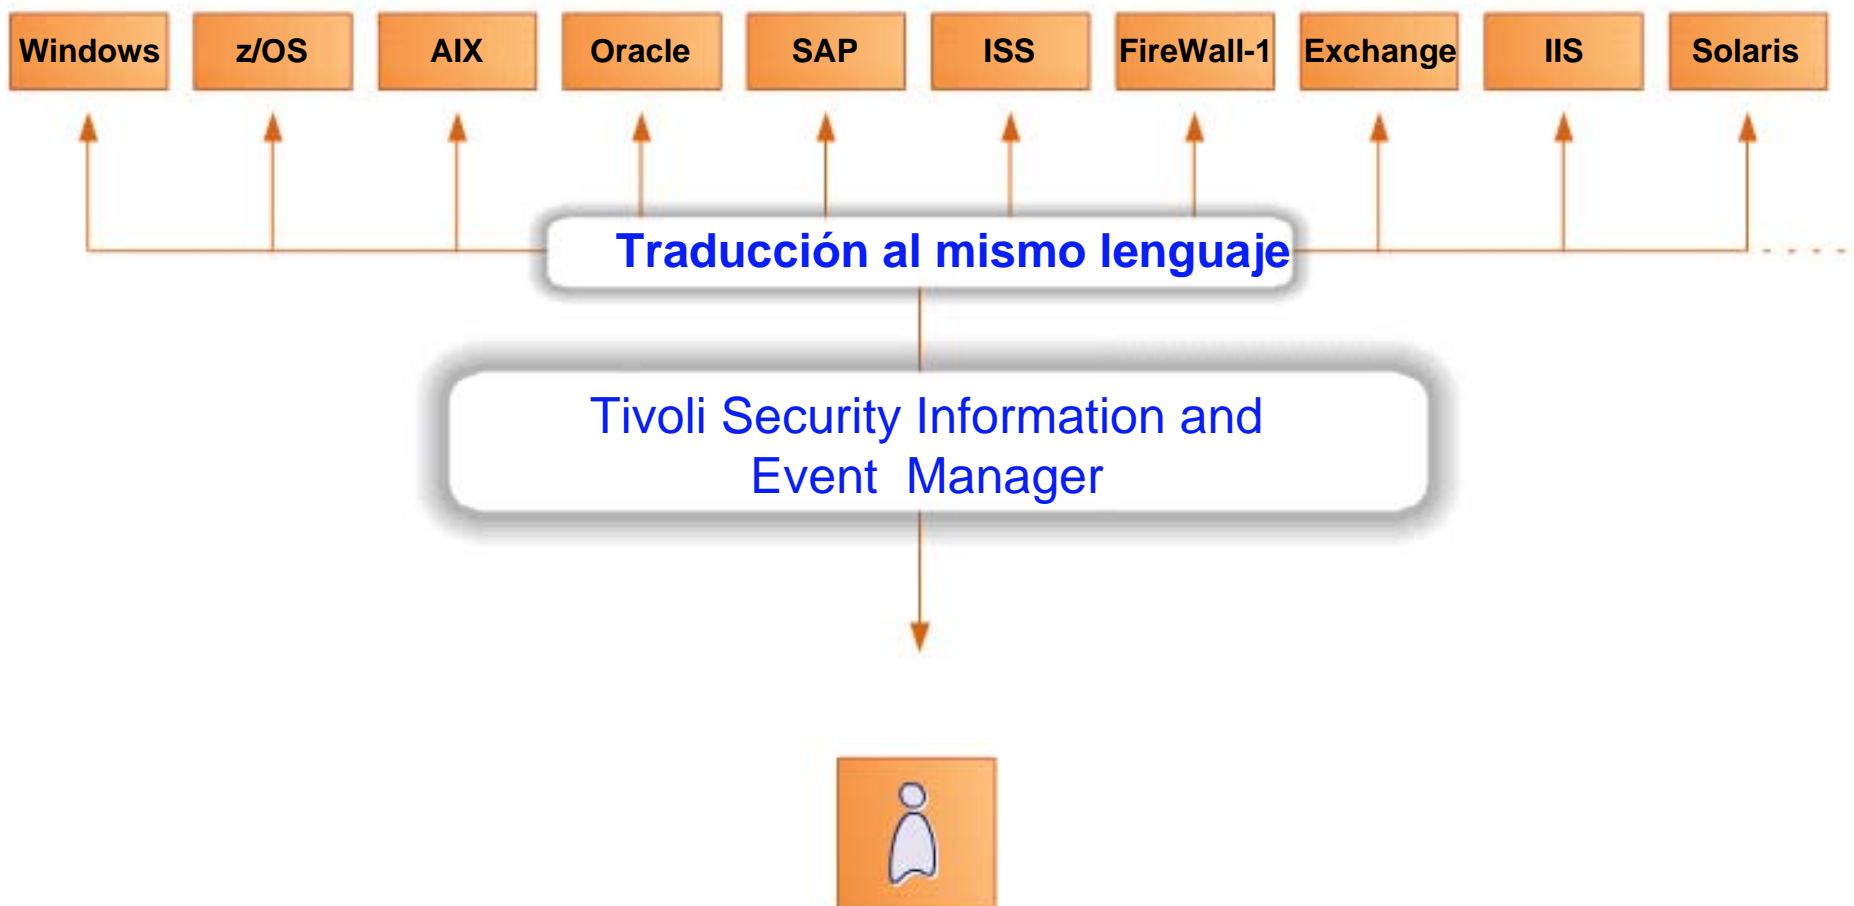 Windows z/OS AIX Oracle SAP ISS FireWall-1 Exchange IIS Solaris
Traducción al mismo lenguaje
Tivoli Security Information and
Event Manager